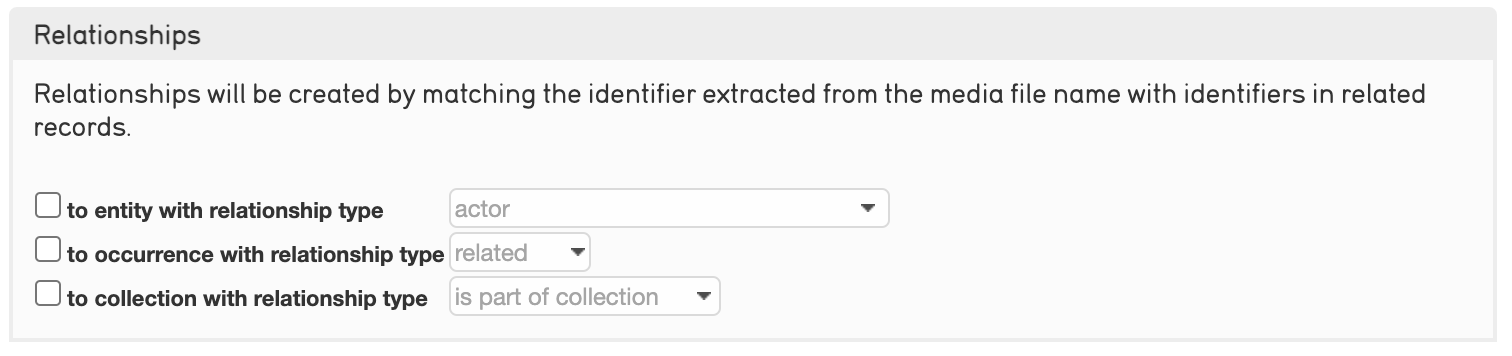 Relationships
Relationships will be created by matching the identifier extracted from the media file name with identifiers in related
records.
to entity with relationship type actor
to occurrence with relationship type related
to collection with relationship type is part of collection